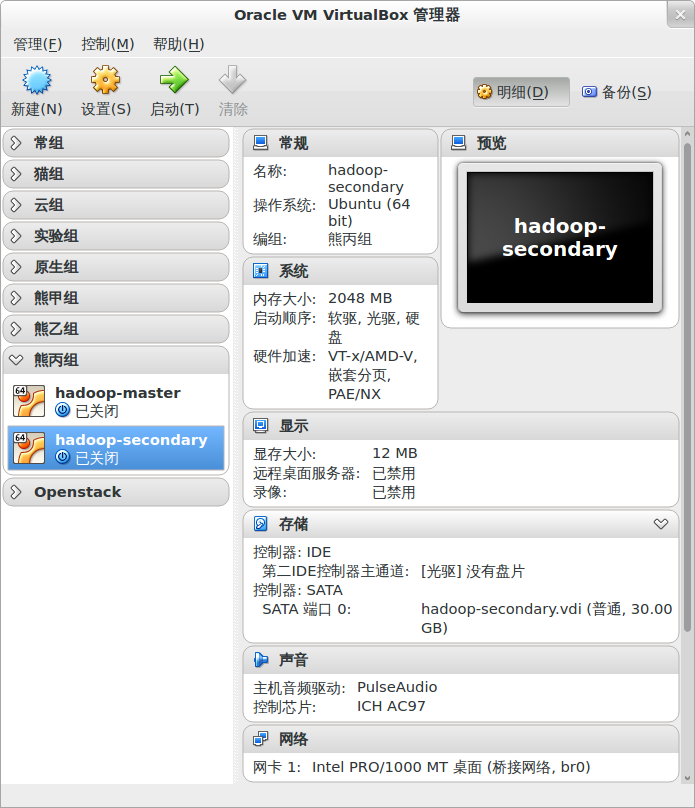 Oracle VM VirtualBox 管理器
管理(F) 控制(M) 帮助(H)
新建(N) 设置(S) 启动(T) 清除 明细(D) 备份(S)
常组
猫组
云组
实验组
原生组
熊甲组
熊乙组
熊丙组
64 hadoop-master
已关闭
64 hadoop-secondary
已关闭
Openstack
常规
名称: hadoop-
secondary
操作系统: Ubuntu (64
bit)
编组: 熊丙组
预览
hadoop-
secondary
系统
内存大小: 2048 MB
启动顺序: 软驱, 光驱, 硬
盘
硬件加速: VT-x/AMD-V,
嵌套分页,
PAE/NX
显示
显存大小: 12 MB
远程桌面服务器: 已禁用
录像: 已禁用
存储
控制器: IDE
第二IDE控制器主通道: [光驱] 没有盘片
控制器: SATA
SATA 端口 0: hadoop-secondary.vdi (普通, 30.00
GB)
声音
主机音频驱动: PulseAudio
控制芯片: ICH AC97
网络
网卡 1: Intel PRO/1000 MT 桌面 (桥接网络, br0)